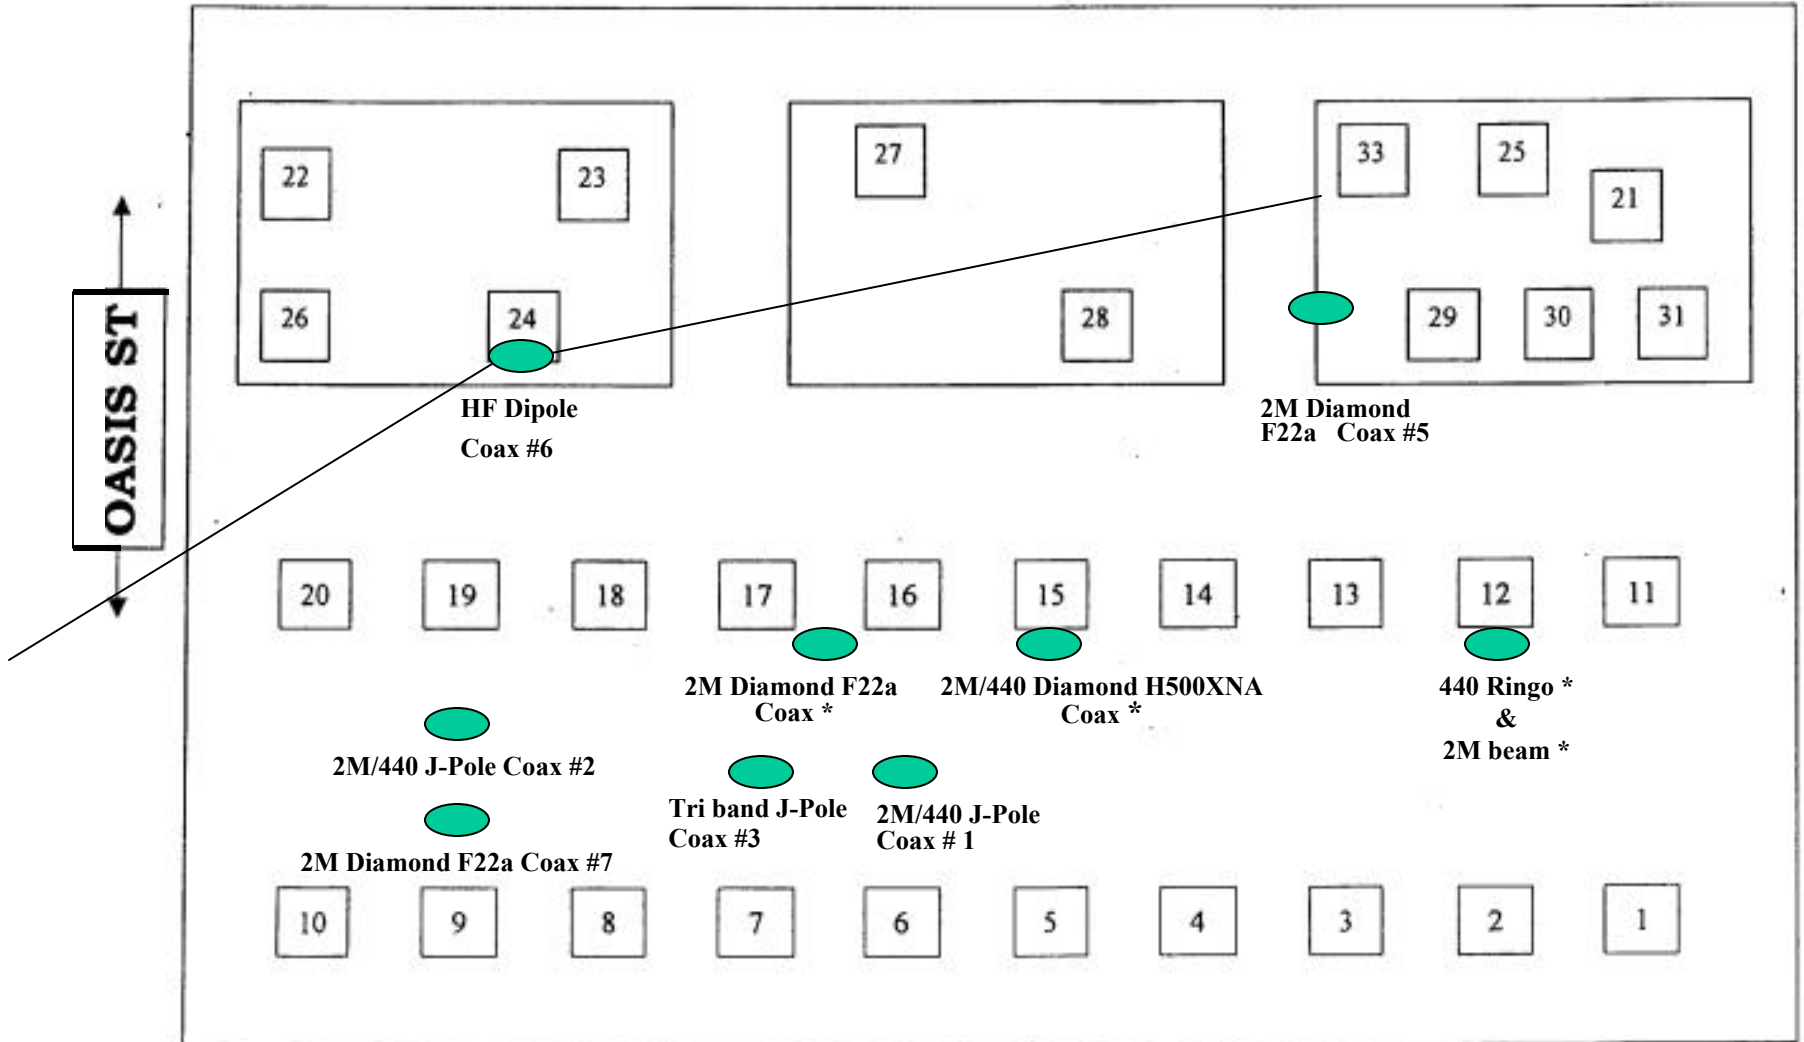 22
23
27
33
25
21
26
24
28
29
30
31
OASIS ST
HF Dipole
Coax #6
2M Diamond
F22a Coax #5
20
19
18
17
16
15
14
13
12
11
2M Diamond F22a
Coax *
2M/440 Diamond H500XNA
Coax *
440 Ringo *
&
2M beam *
2M/440 J-Pole Coax #2
Tri band J-Pole
Coax #3
2M/440 J-Pole
Coax # 1
2M Diamond F22a Coax #7
10
9
8
7
6
5
4
3
2
1